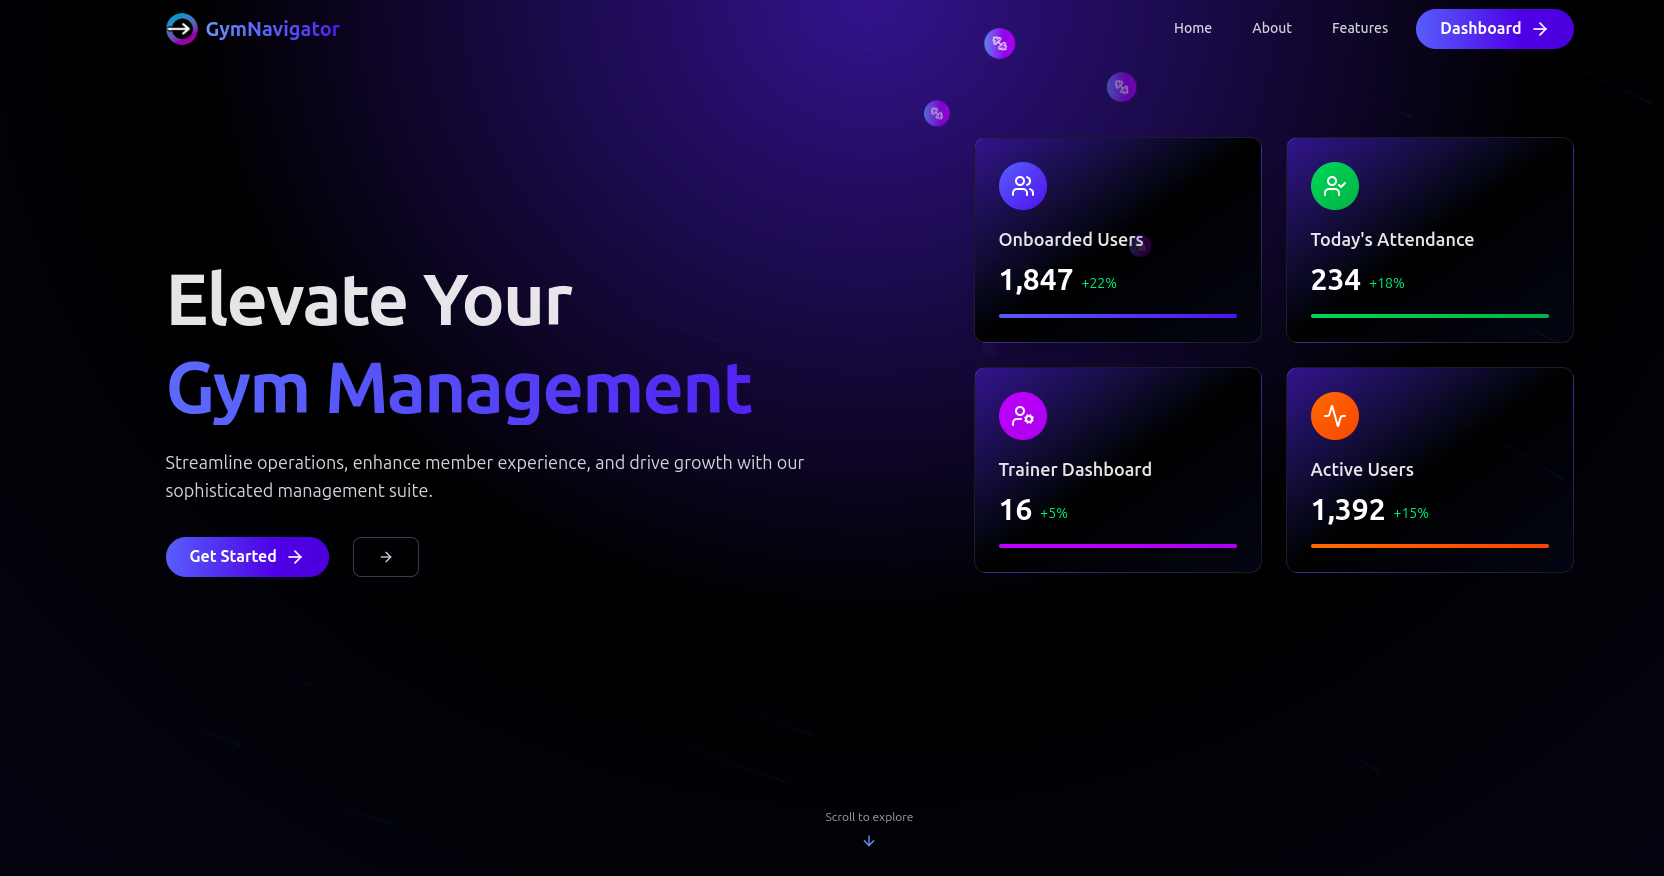 GymNavigator
Home
About
Features
Dashboard
Elevate Your
Gym Management
Streamline operations, enhance member experience, and drive growth with our
sophisticated management suite.
Get Started
Onboarded Users
1,847 +22%
Today's Attendance
234 +18%
Trainer Dashboard
16 +5%
Active Users
1,392 +15%
Scroll to explore